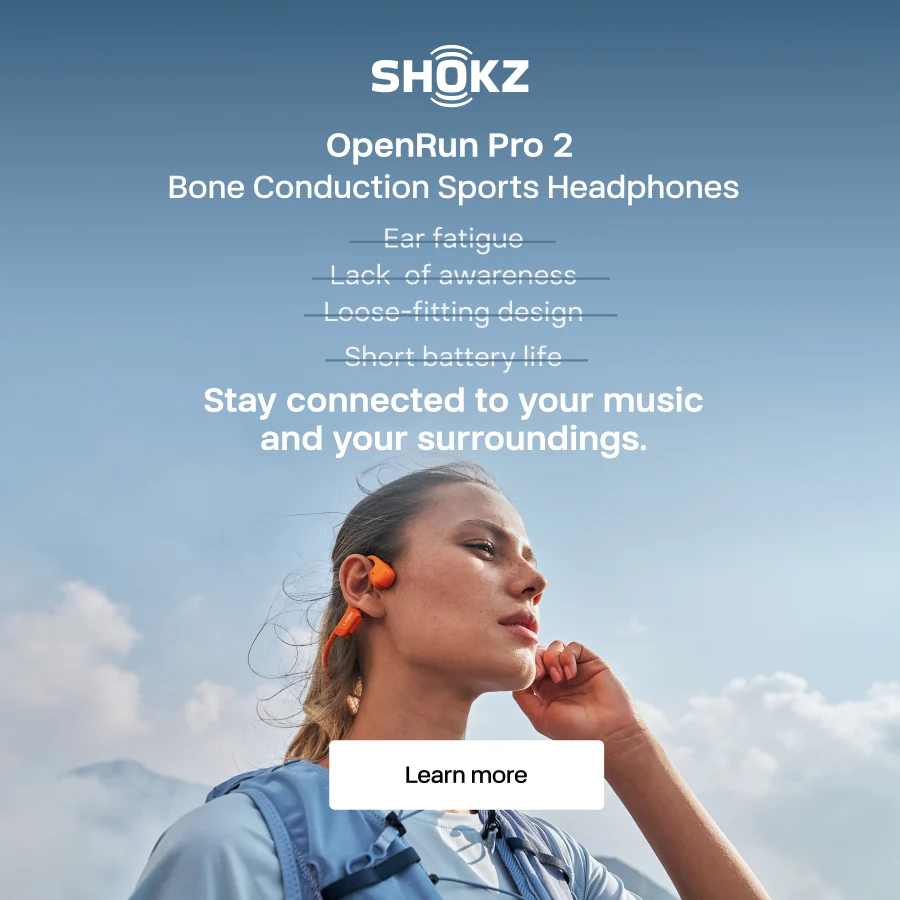 SHOKZ
OpenRun Pro 2
Bone Conduction Sports Headphones
Ear fatigue
Lack of awareness
Loose-fitting design
Short battery life
Stay connected to your music
and your surroundings.
Learn more